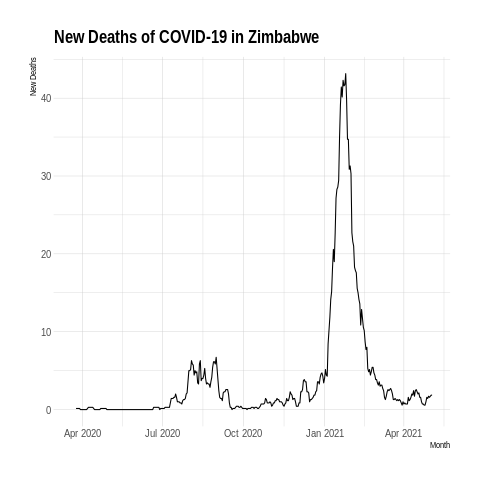 New Deaths of COVID-19 in Zimbabwe
New Deaths
40
30
20
10
0
Apr 2020 Jul 2020 Oct 2020 Jan 2021 Apr 2021
Month